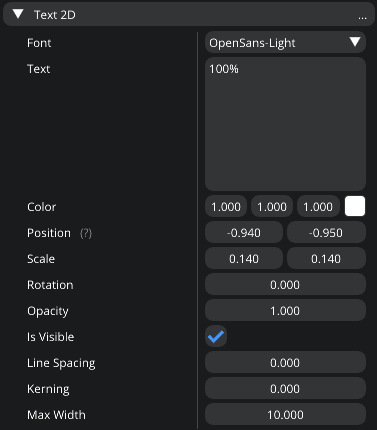 Text 2D ...
Font OpenSans-Light
Text 100%
Color 1.000 1.000 1.000
Position (?) -0.940 -0.950
Scale 0.140 0.140
Rotation 0.000
Opacity 1.000
Is Visible
Line Spacing 0.000
Kerning 0.000
Max Width 10.000